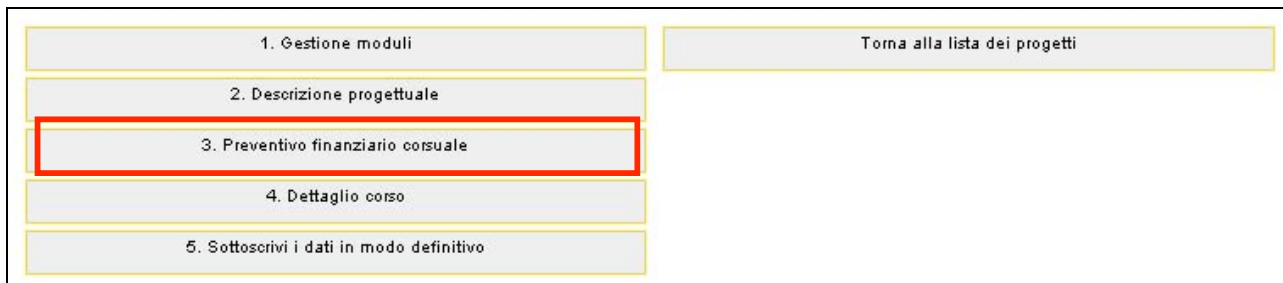 1. Gestione moduli
Torna alla lista dei progetti
2. Descrizione progettuale
3. Preventivo finanziario corsuale
4. Dettaglio corso
5. Sottoscrivi i dati in modo definitivo